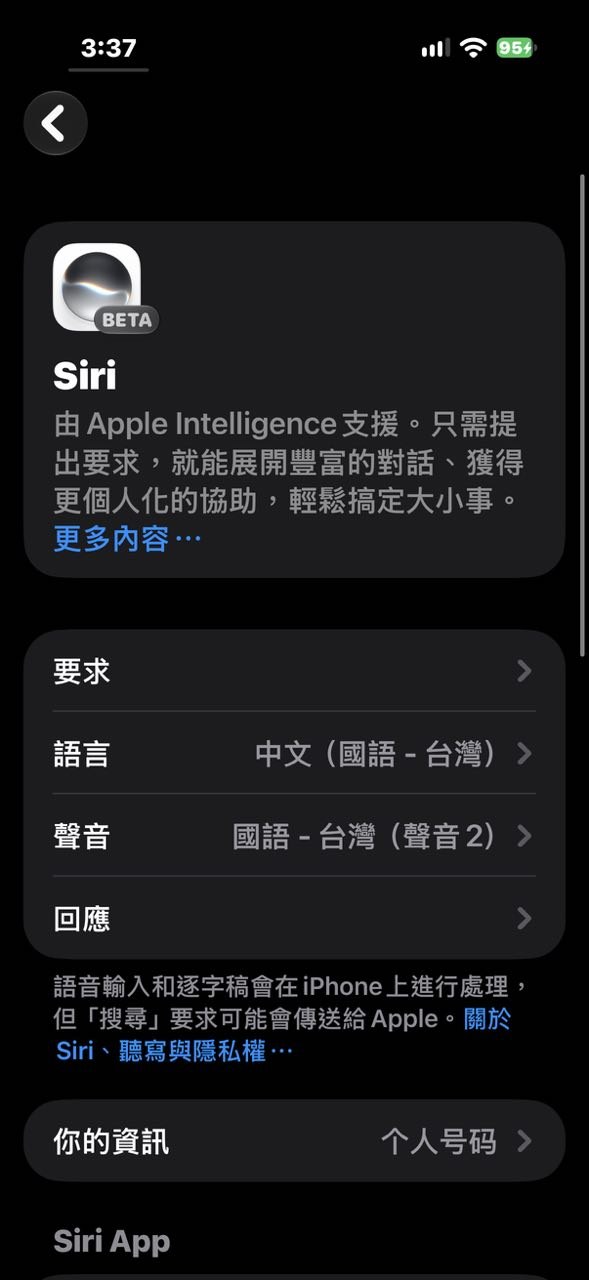 3:37
95
BETA
Siri
由 Apple Intelligence 支援。只需提
出要求，就能展開豐富的對話、獲得
更個人化的協助，輕鬆搞定大小事。
更多內容⋯
要求
語言 中文（國語 - 台灣）
聲音 國語 - 台灣（聲音 2）
回應
語音輸入和逐字稿會在 iPhone 上進行處理，
但「搜尋」要求可能會傳送給 Apple。關於
Siri、聽寫與隱私權⋯
你的資訊 个人号码
Siri App